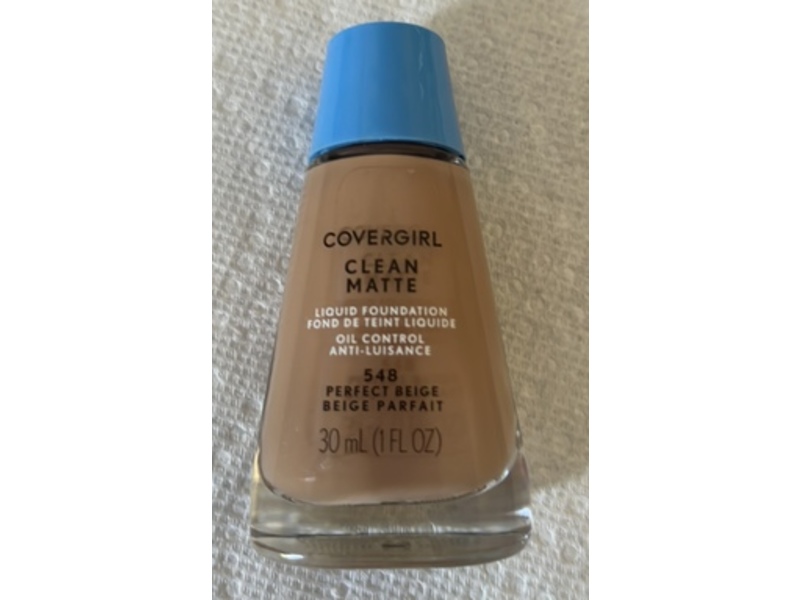 COVERGIRL
CLEAN
MATTE
LIQUID FOUNDATION
FOND DE TEINT LIQUIDE
OIL CONTROL
ANTI-LUISANCE
548
PERFECT BEIGE
BEIGE PARFAIT
30 mL (1 FL OZ)